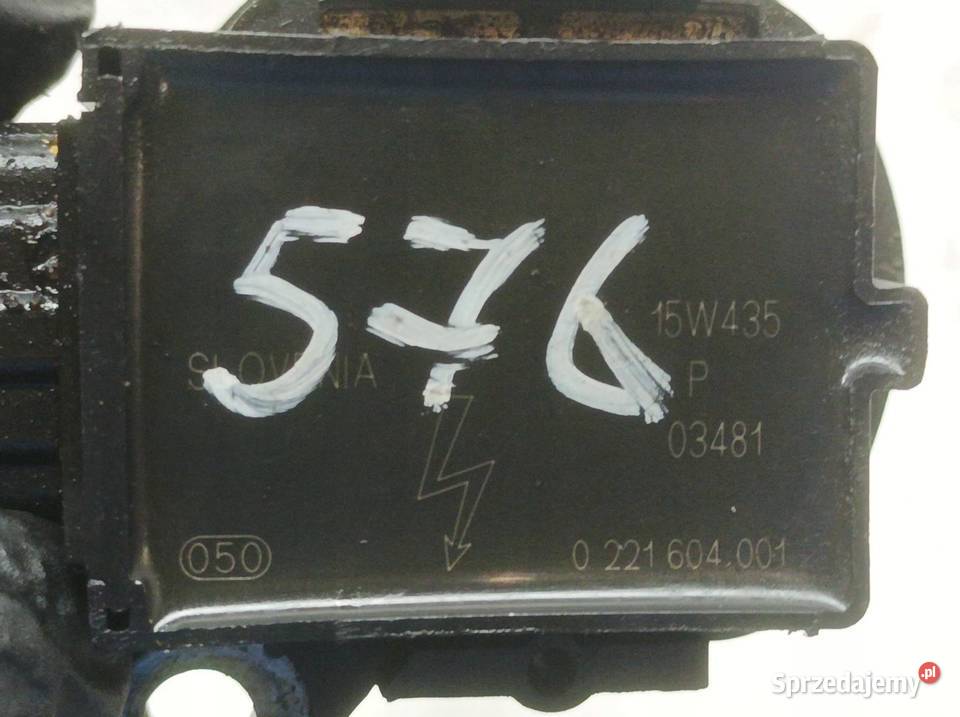 576
15W435
SLOVENIA
P
03481
050
0 221 604.001
Sprzedajemy.pl